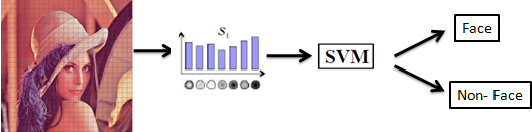 S1
SVM
Face
Non- Face